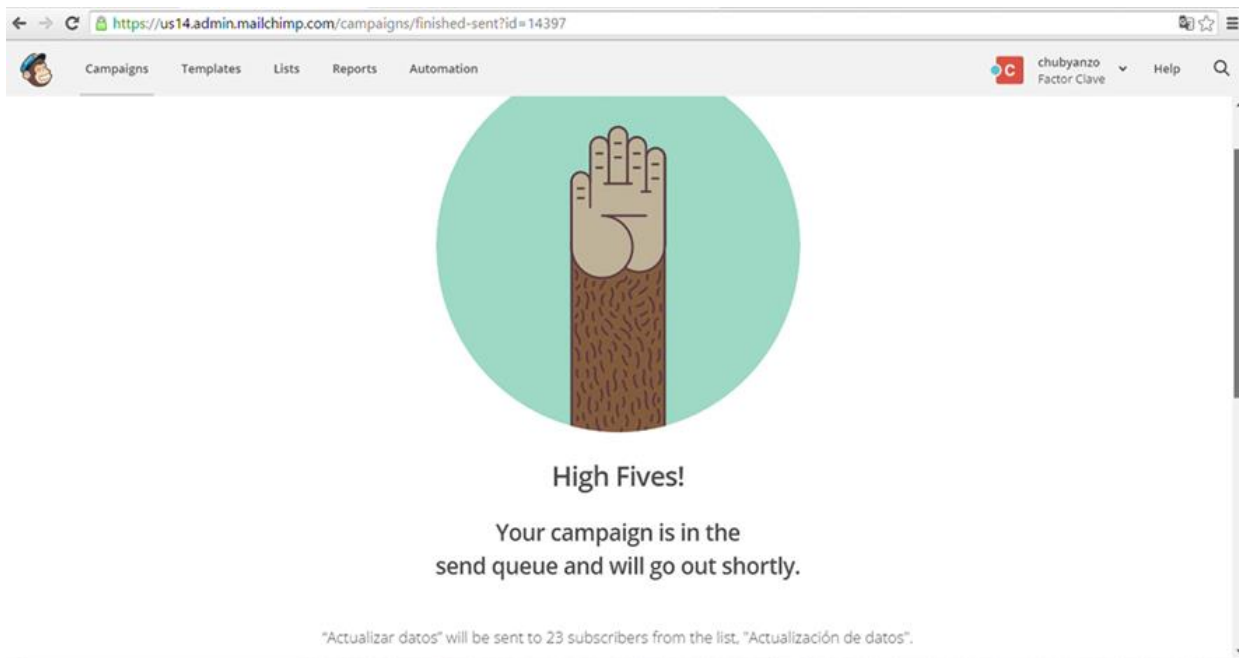 https://us14.admin.mailchimp.com/campaigns/finished-sent?id=14397
Campaigns Templates Lists Reports Automation
C chubyanzo Help
Factor Clave
High Fives!
Your campaign is in the
send queue and will go out shortly.
"Actualizar datos" will be sent to 23 subscribers from the list, "Actualización de datos".